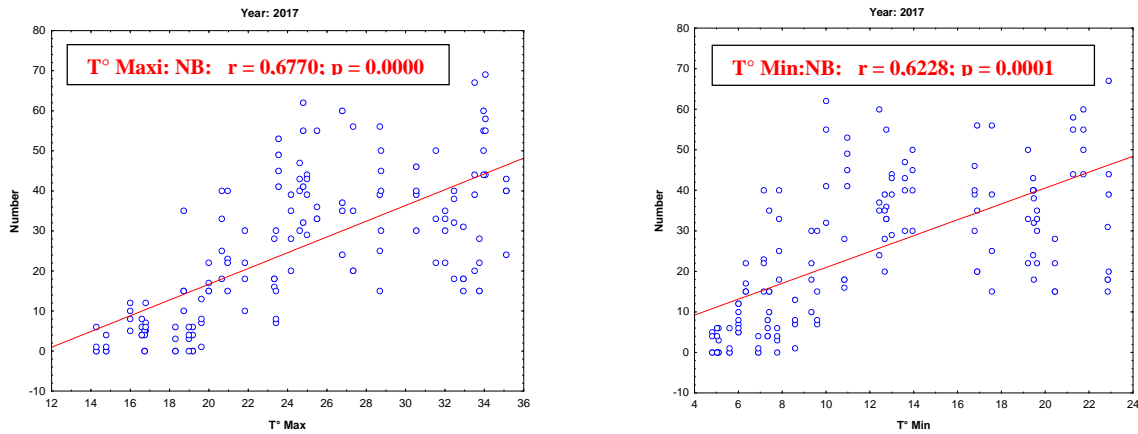 Year: 2017
T° Maxi: NB: r = 0,6770; p = 0.0000
Number
80
70
60
50
40
30
20
10
0
-10
12 14 16 18 20 22 24 26 28 30 32 34 36
T° Max
Year: 2017
T° Min:NB: r = 0,6228; p = 0.0001
Number
80
70
60
50
40
30
20
10
0
-10
4 6 8 10 12 14 16 18 20 22 24
T° Min